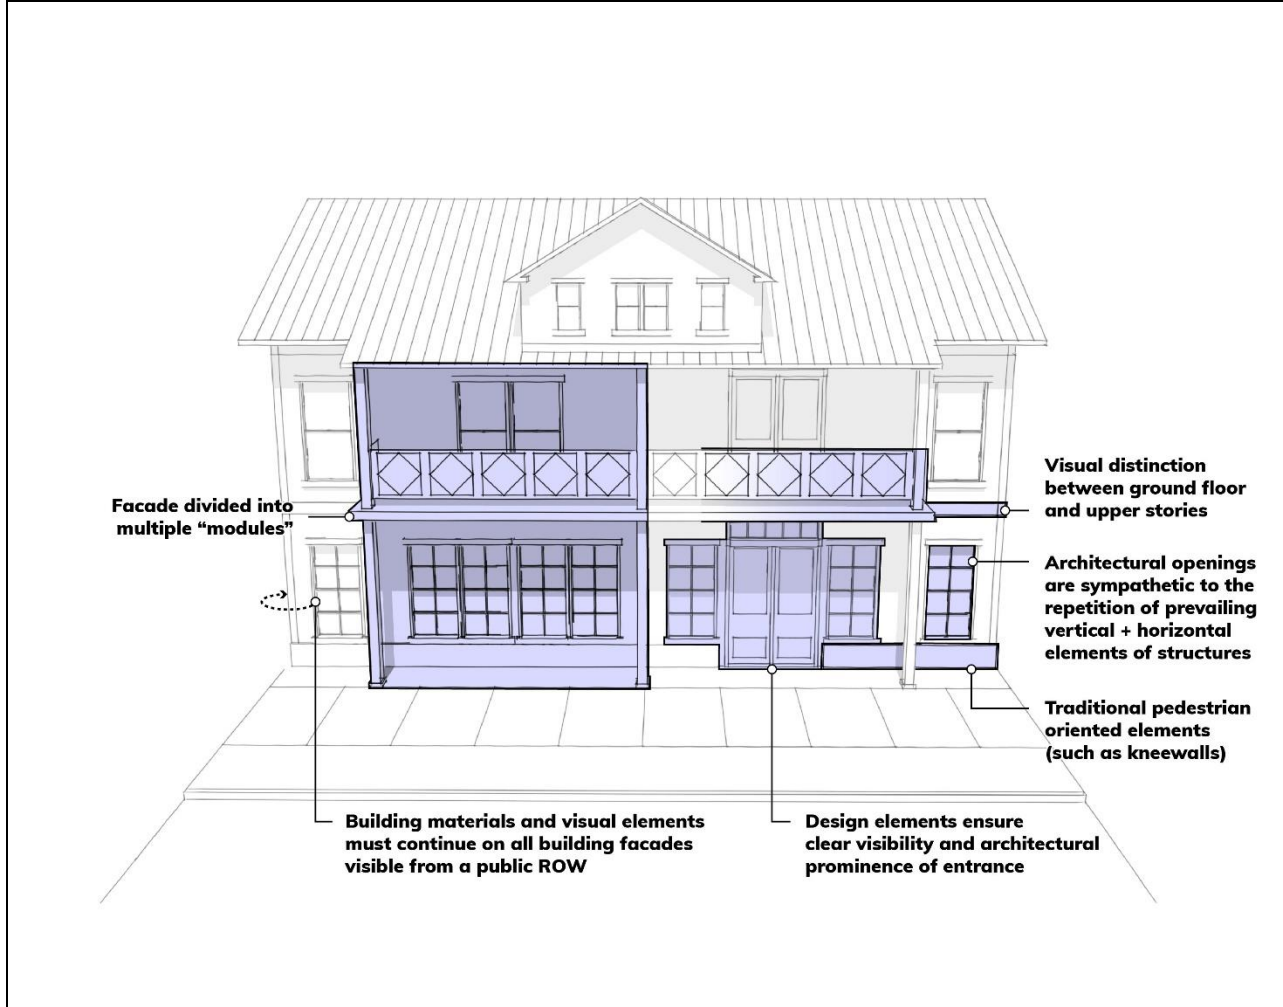 Facade divided into
multiple “modules”
Visual distinction
between ground floor
and upper stories
Architectural openings
are sympathetic to the
repetition of prevailing
vertical + horizontal
elements of structures
Traditional pedestrian
oriented elements
(such as kneewalls)
Building materials and visual elements
must continue on all building facades
visible from a public ROW
Design elements ensure
clear visibility and architectural
prominence of entrance